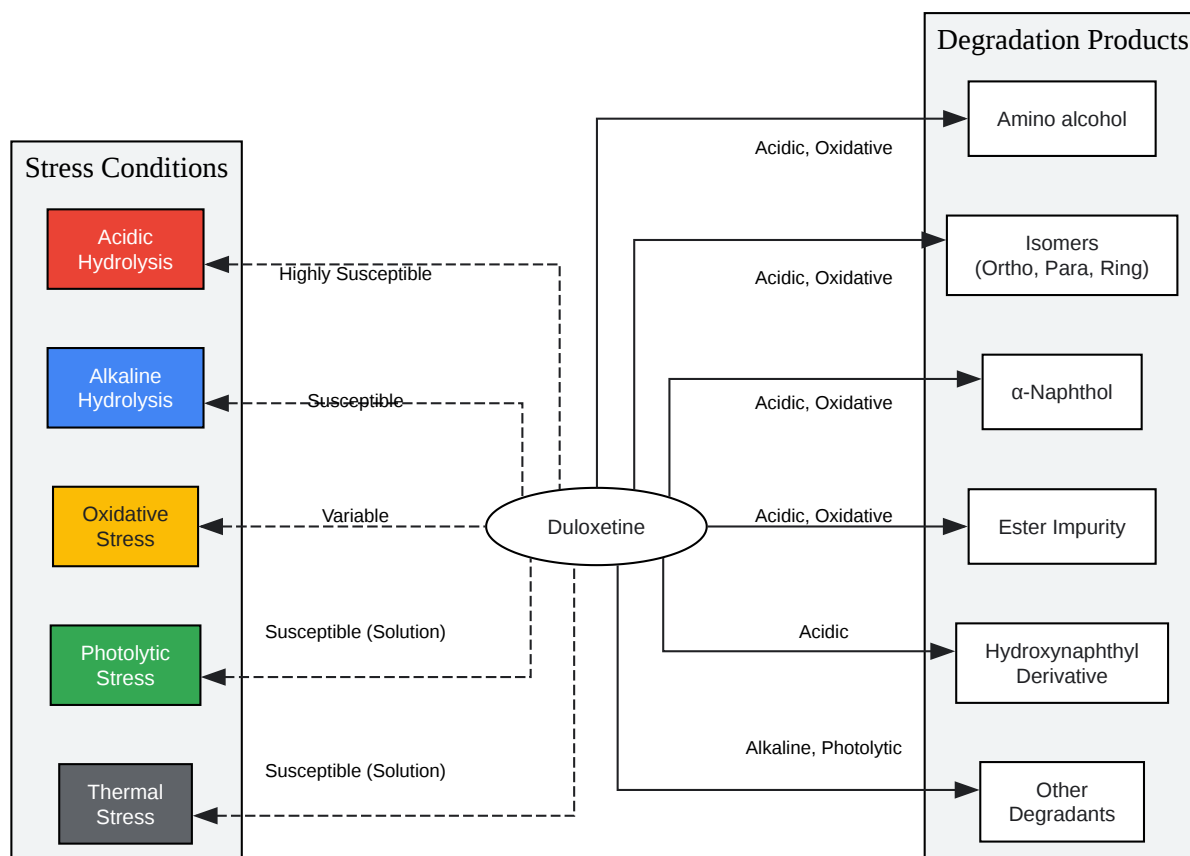 Stress Conditions
Acidic
Hydrolysis
Alkaline
Hydrolysis
Oxidative
Stress
Photolytic
Stress
Thermal
Stress
Highly Susceptible
Susceptible
Variable
Susceptible (Solution)
Susceptible (Solution)
Duloxetine
Acidic, Oxidative
Acidic, Oxidative
Acidic, Oxidative
Acidic, Oxidative
Acidic
Alkaline, Photolytic
Degradation Products
Amino alcohol
Isomers
(Ortho, Para, Ring)
α-Naphthol
Ester Impurity
Hydroxynaphthyl
Derivative
Other
Degradants